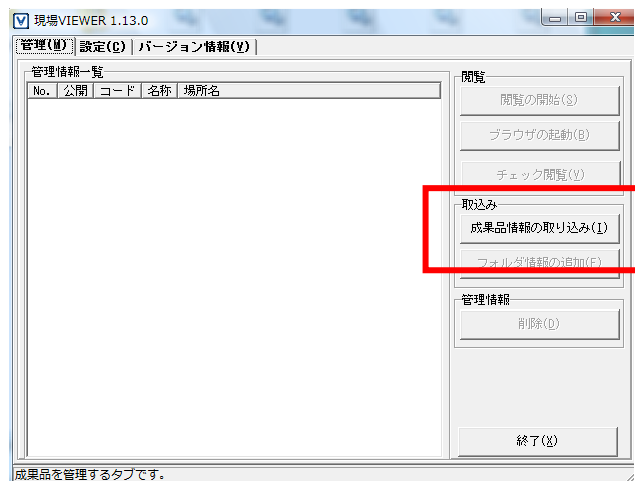 現場VIEWER 1.13.0
管理(M) 設定(C) バージョン情報(V)
管理情報一覧
No. 公開 コード 名称 場所名
閲覧
閲覧の開始(S)
ブラウザの起動(B)
チェック閲覧(V)
取込み
成果品情報の取り込み(I)
フォルダ情報の追加(F)
管理情報
削除(D)
終了(X)
成果品を管理するタブです。